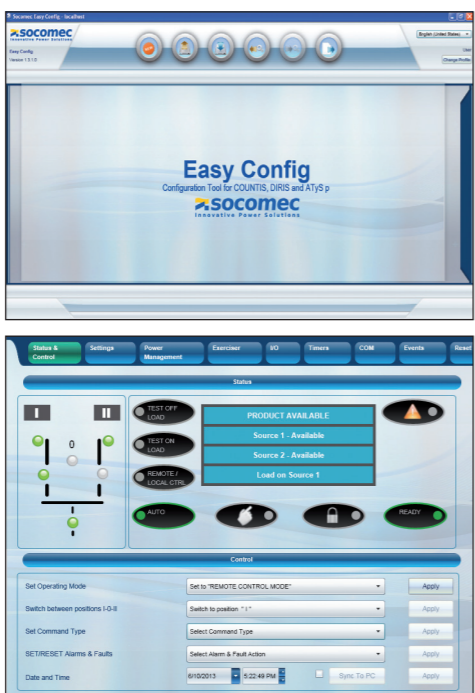 Socomec Easy Config - localhost
socomec
Innovative Power Solutions
English (United States)
Easy Config
Version 1.5.1.0
User
Change Profile
Easy Config
Configuration Tool for COUNTIS, DIRIS and ATyS p
socomec
Innovative Power Solutions
Status & Control
Settings
Power Management
Exerciser
I/O
Timers
COM
Events
Reset
Status
I
II
0
TEST OFF LOAD
TEST ON LOAD
REMOTE / LOCAL CTRL
PRODUCT AVAILABLE
Source 1 - Available
Source 2 - Available
Load on Source 1
AUTO
READY
Control
Set Operating Mode
Set to "REMOTE CONTROL MODE"
Apply
Switch between positions I-0-II
Switch to position " I "
Apply
Set Command Type
Select Command Type
Apply
SET/RESET Alarms & Faults
Select Alarm & Fault Action
Apply
Date and Time
6/10/2013
5:22:49 PM
Sync To PC
Apply